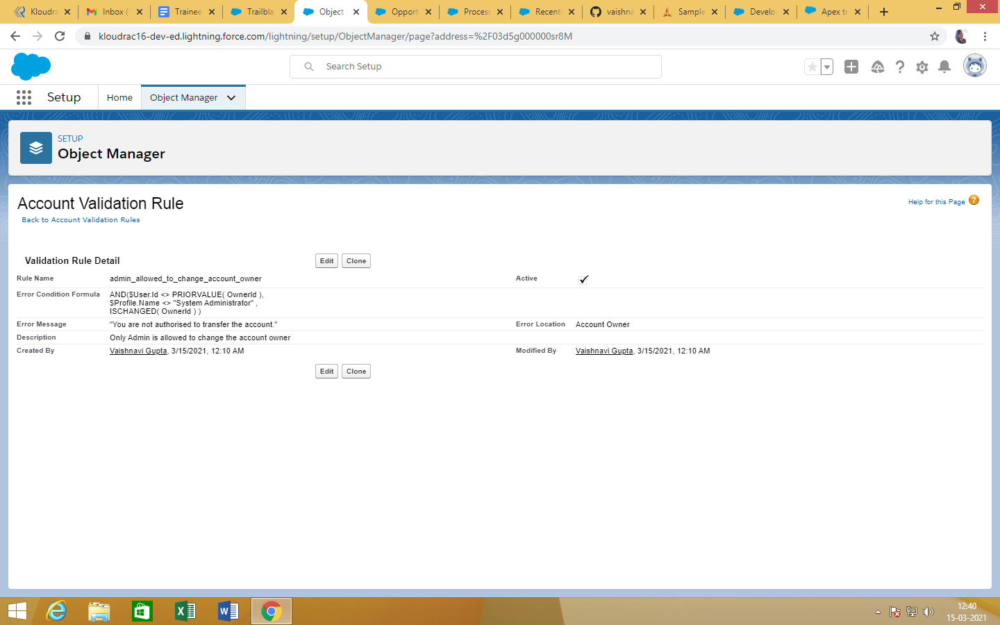 Kloudra
Inbox (
Trainee
Trailbla
Object
Opport
Process
Recentl
vaishna
Sample
Develo
Apex tr
kloudrac16-dev-ed.lightning.force.com/lightning/setup/ObjectManager/page?address=%2F03d5g000000sr8M
Search Setup
Setup
Home
Object Manager
SETUP
Object Manager
Account Validation Rule
Help for this Page ?
Back to Account Validation Rules
Validation Rule Detail
Edit
Clone
Rule Name admin_allowed_to_change_account_owner Active
Error Condition Formula AND($User.Id <> PRIORVALUE( OwnerId ),
$Profile.Name <> "System Administrator" ,
ISCHANGED( OwnerId ) )
Error Message "You are not authorised to transfer the account." Error Location Account Owner
Description Only Admin is allowed to change the account owner
Created By Vaishnavi Gupta, 3/15/2021, 12:10 AM Modified By Vaishnavi Gupta, 3/15/2021, 12:10 AM
Edit
Clone
12:40
15-03-2021